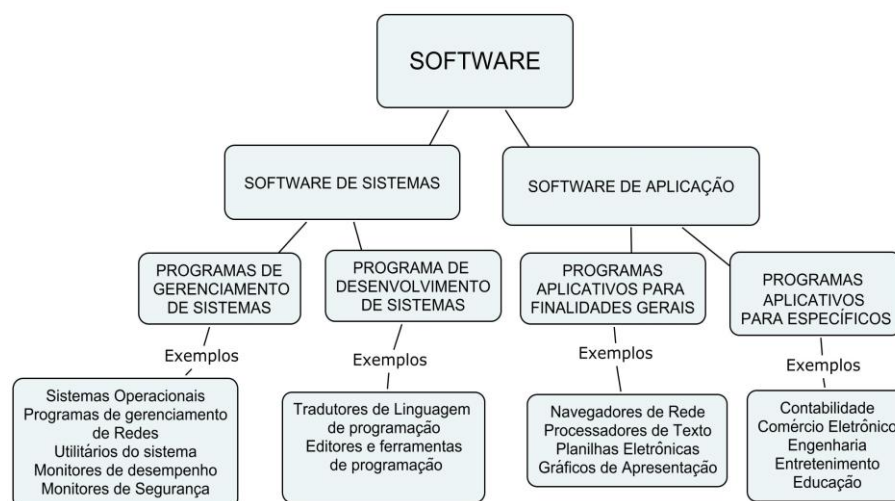 SOFTWARE
SOFTWARE DE SISTEMAS
SOFTWARE DE APLICAÇÃO
PROGRAMAS DE
GERENCIAMENTO
DE SISTEMAS
PROGRAMA DE
DESENVOLVIMENTO
DE SISTEMAS
PROGRAMAS
APLICATIVOS PARA
FINALIDADES GERAIS
PROGRAMAS
APLICATIVOS
PARA ESPECÍFICOS
Exemplos
Exemplos
Exemplos
Exemplos
Sistemas Operacionais
Programas de gerenciamento
de Redes
Utilitários do sistema
Monitores de desempenho
Monitores de Segurança
Tradutores de Linguagem
de programação
Editores e ferramentas
de programação
Navegadores de Rede
Processadores de Texto
Planilhas Eletrônicas
Gráficos de Apresentação
Contabilidade
Comércio Eletrônico
Engenharia
Entretenimento
Educação